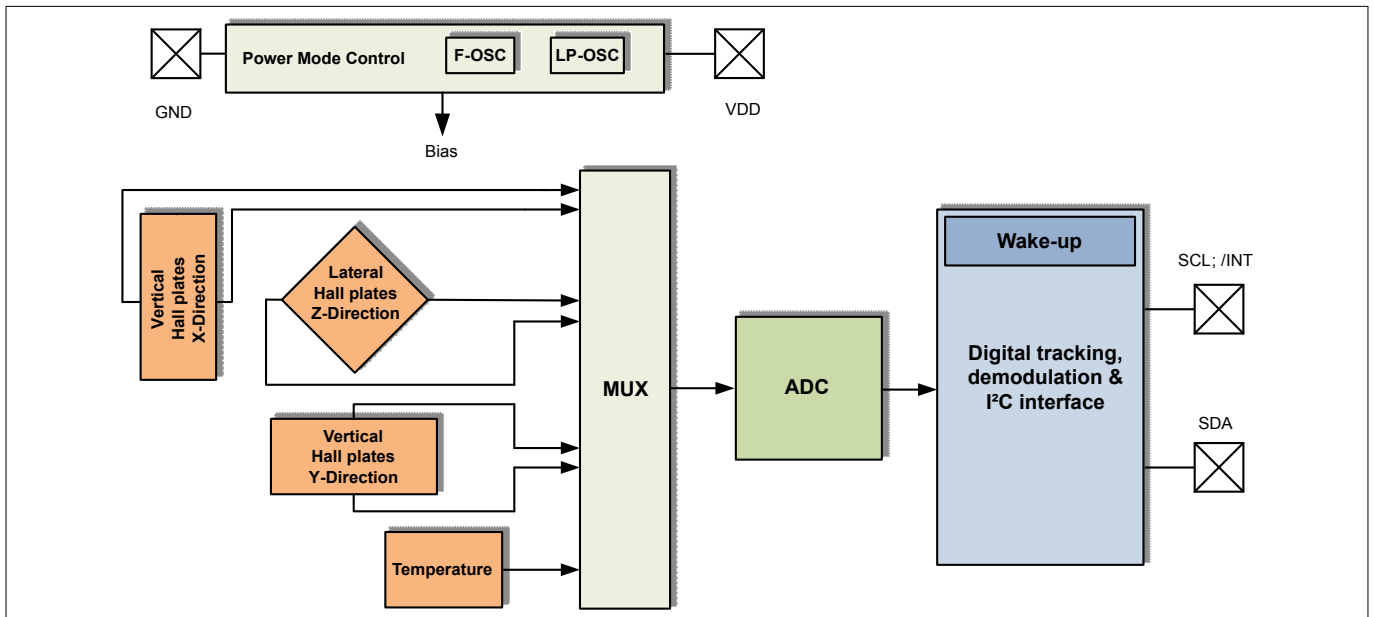 Power Mode Control
F-OSC
LP-OSC
GND
VDD
Bias
Vertical
Hall plates
X-Direction
Lateral
Hall plates
Z-Direction
Vertical
Hall plates
Y-Direction
Temperature
MUX
ADC
Wake-up
Digital tracking,
demodulation &
I²C interface
SCL; /INT
SDA